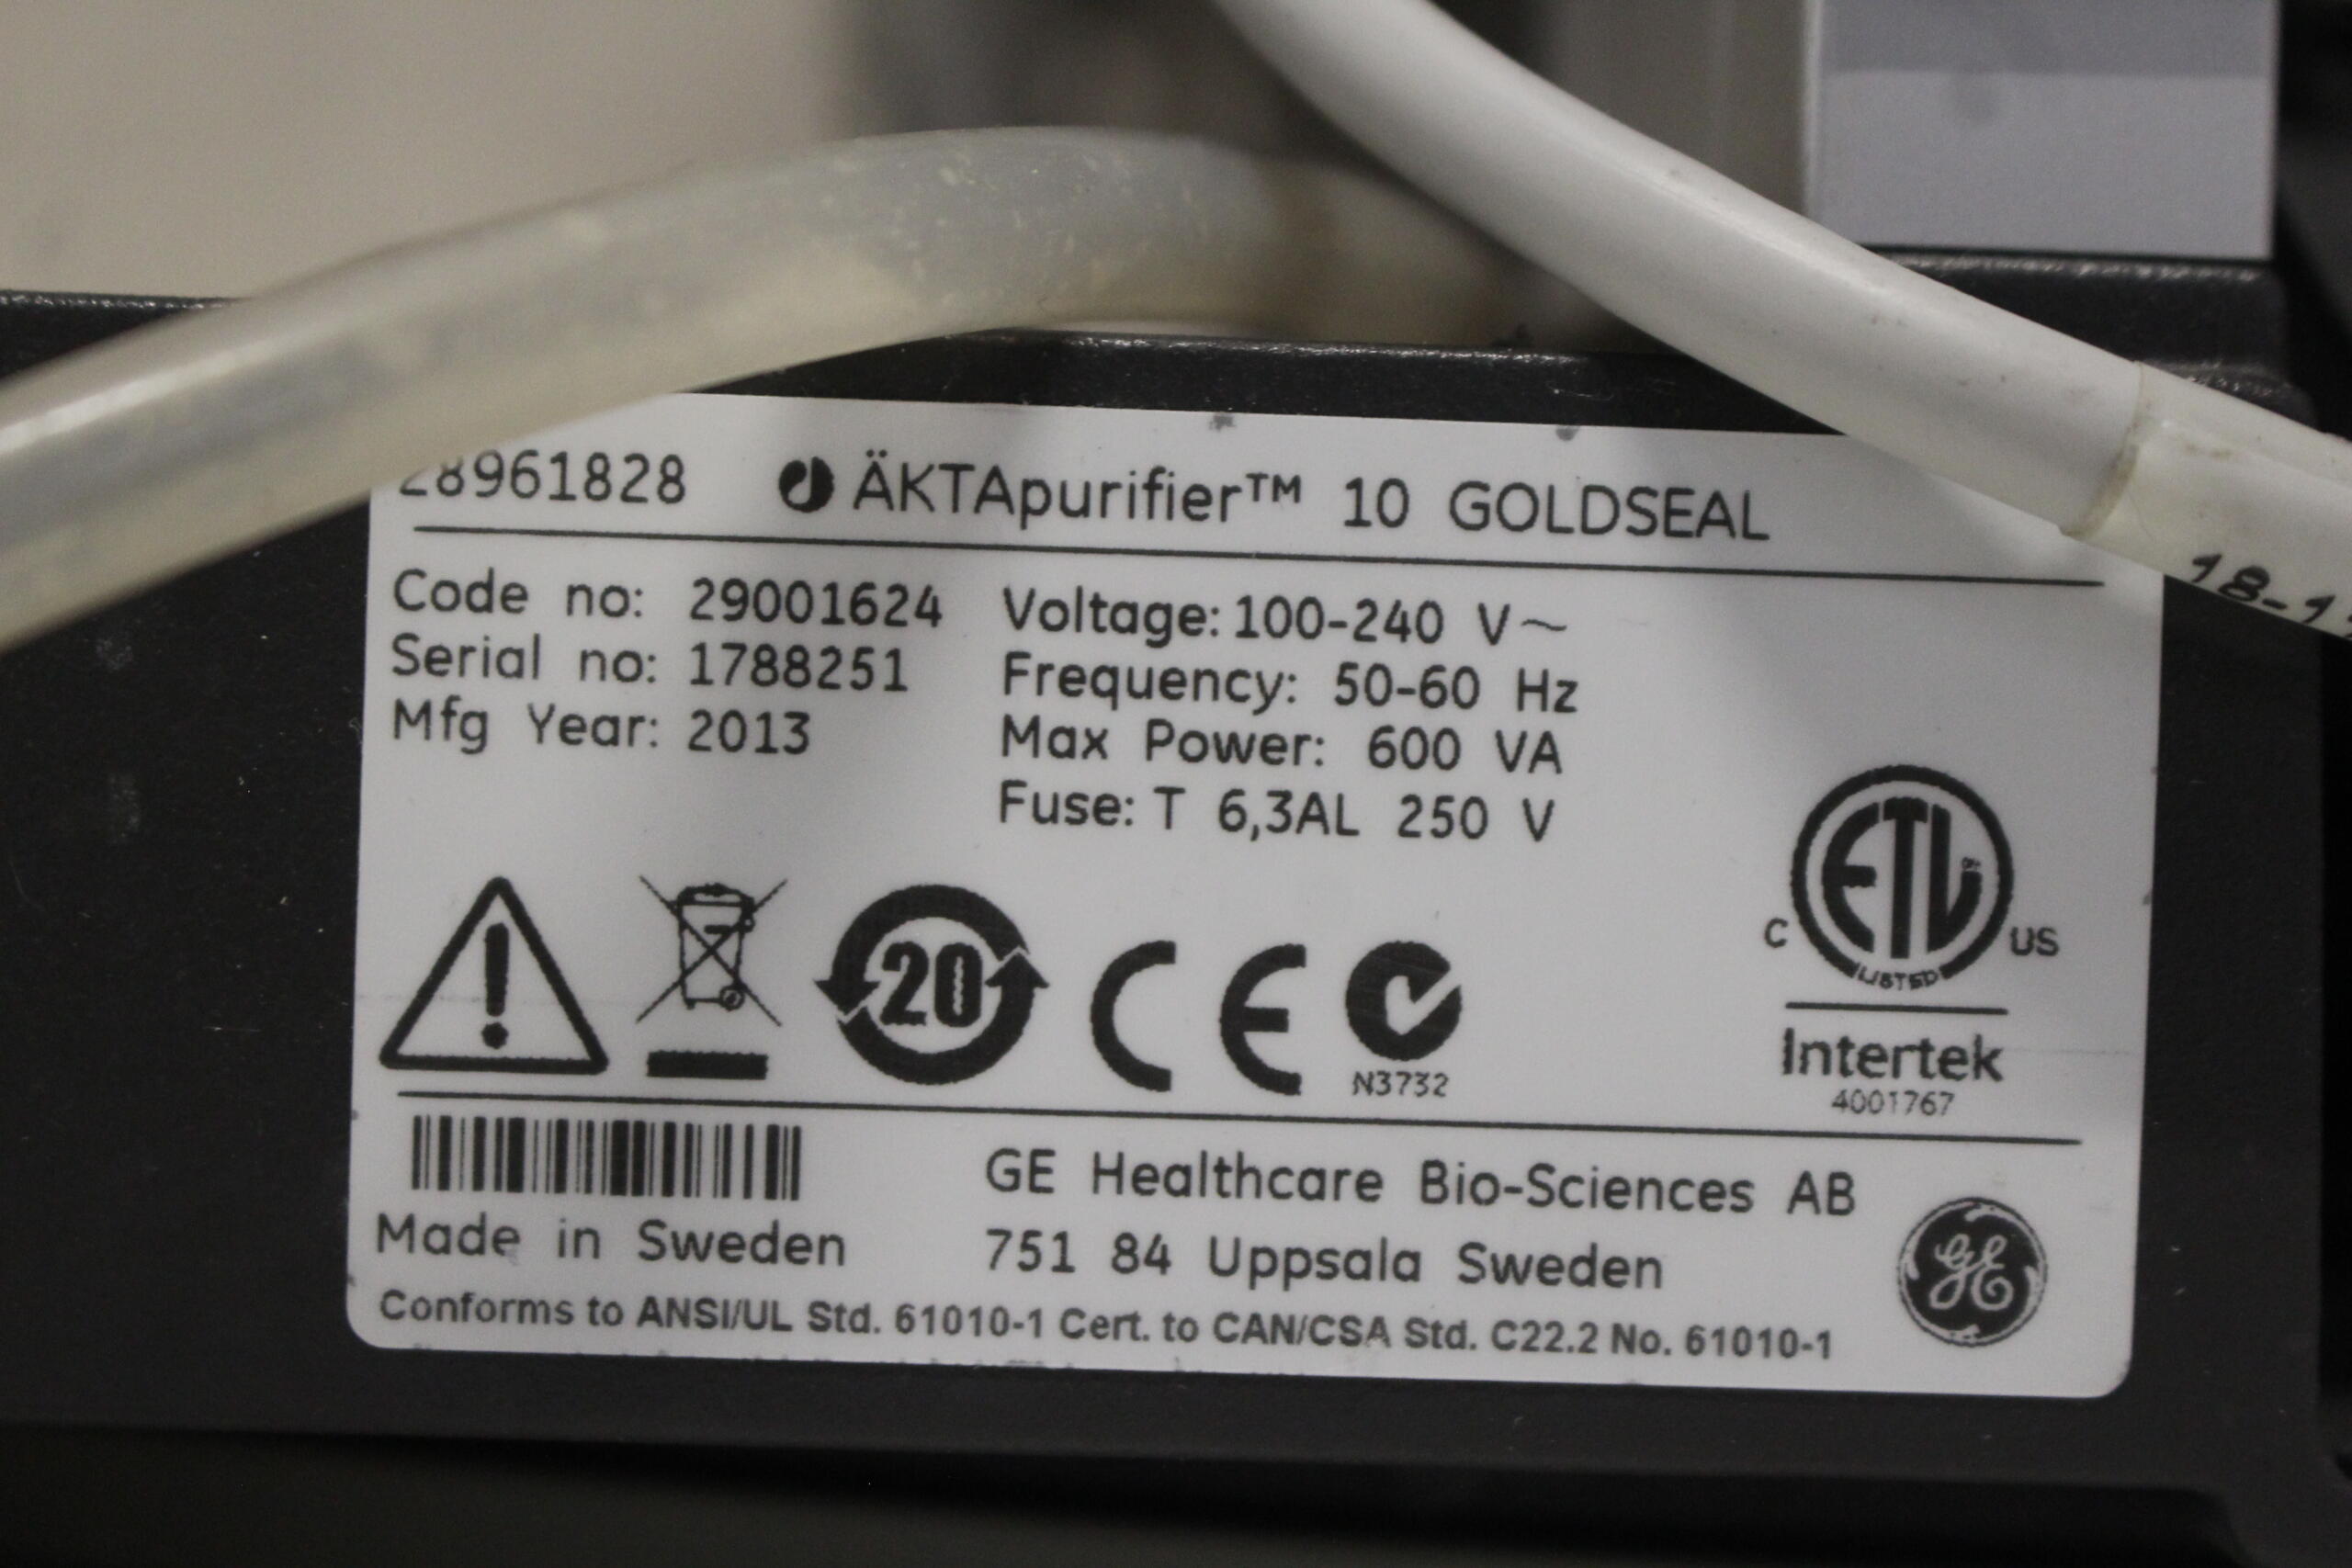 28961828 ÄKTApurifier™ 10 GOLDSEAL
Code no: 29001624
Serial no: 1788251
Mfg Year: 2013
Voltage: 100-240 V~
Frequency: 50-60 Hz
Max Power: 600 VA
Fuse: T 6,3AL 250 V
20
CE
N3732
C ETL US
LISTED
Intertek
4001767
Made in Sweden
GE Healthcare Bio-Sciences AB
751 84 Uppsala Sweden
GE
Conforms to ANSI/UL Std. 61010-1 Cert. to CAN/CSA Std. C22.2 No. 61010-1